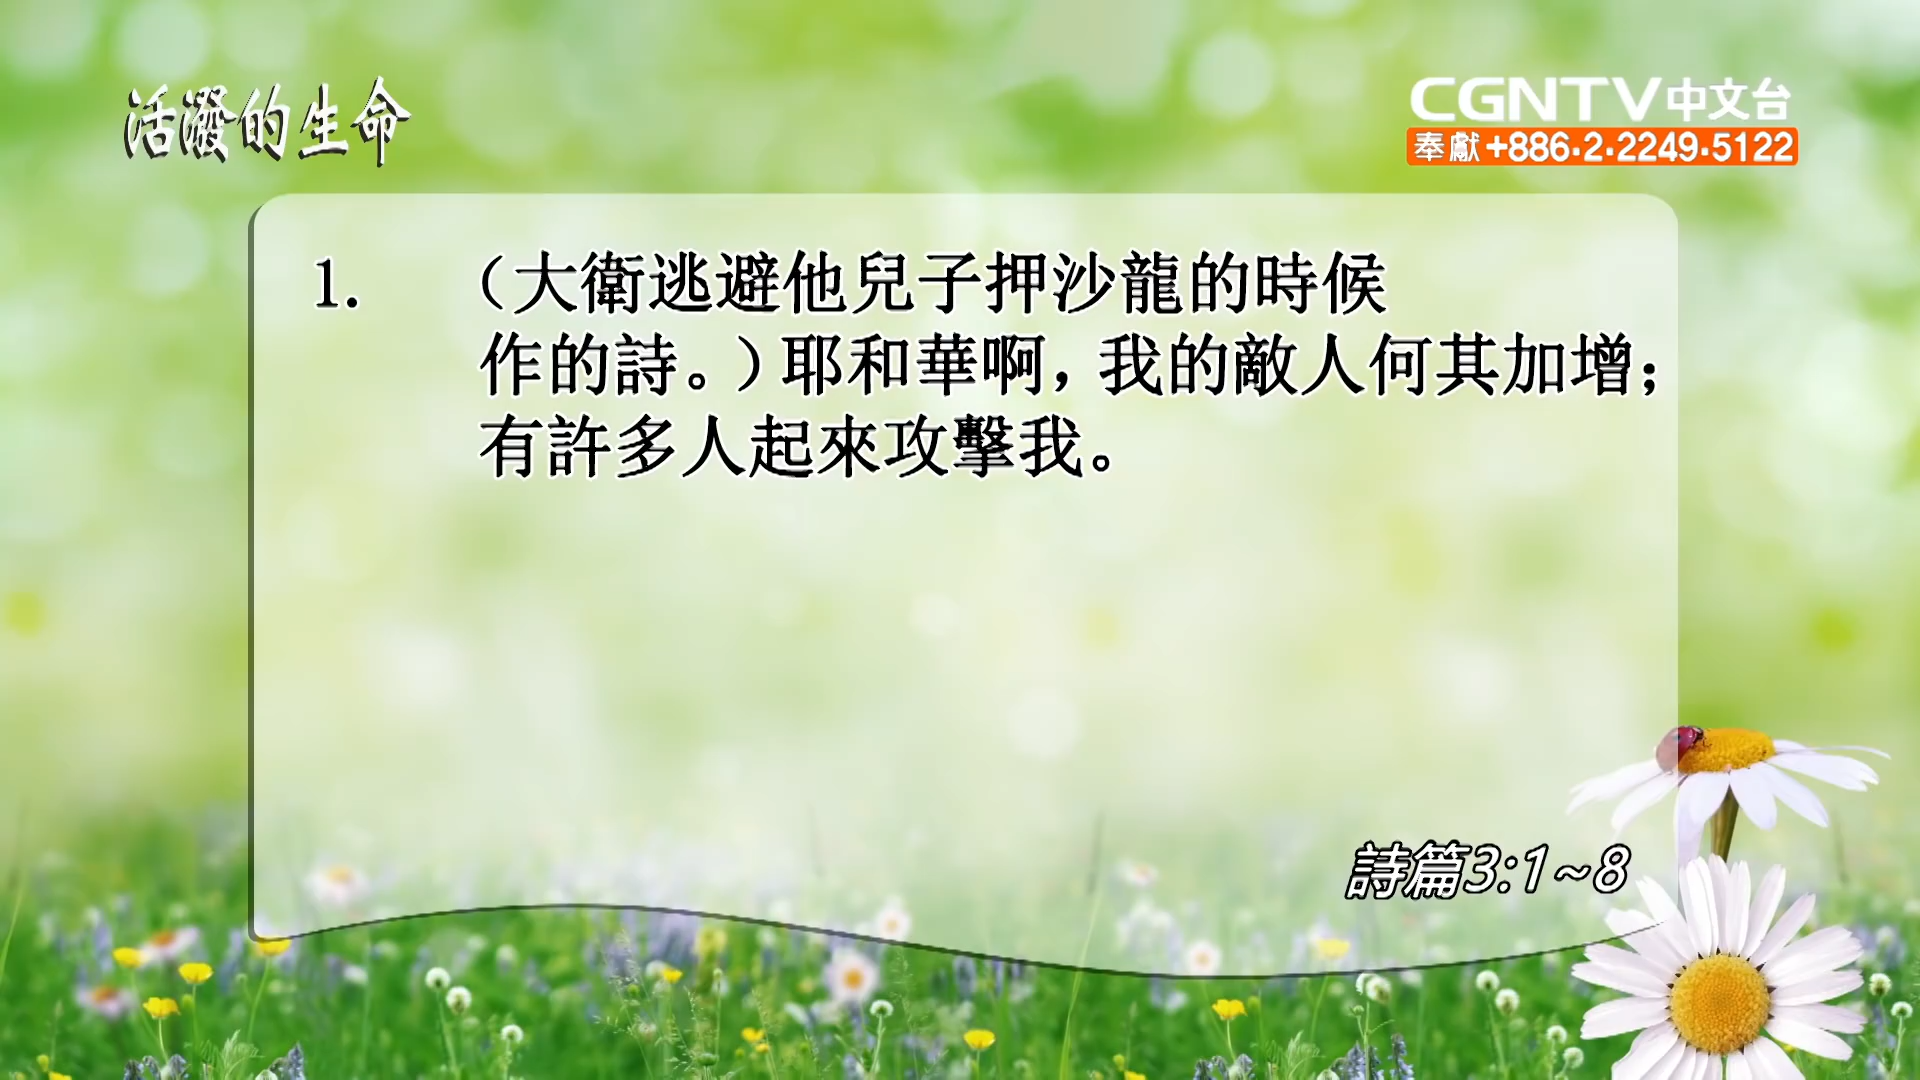 活潑的生命
CGNTV中文台
奉獻+886·2·2249·5122
1. （大衛逃避他兒子押沙龍的時候
作的詩。）耶和華啊，我的敵人何其加增；
有許多人起來攻擊我。
詩篇3:1~8